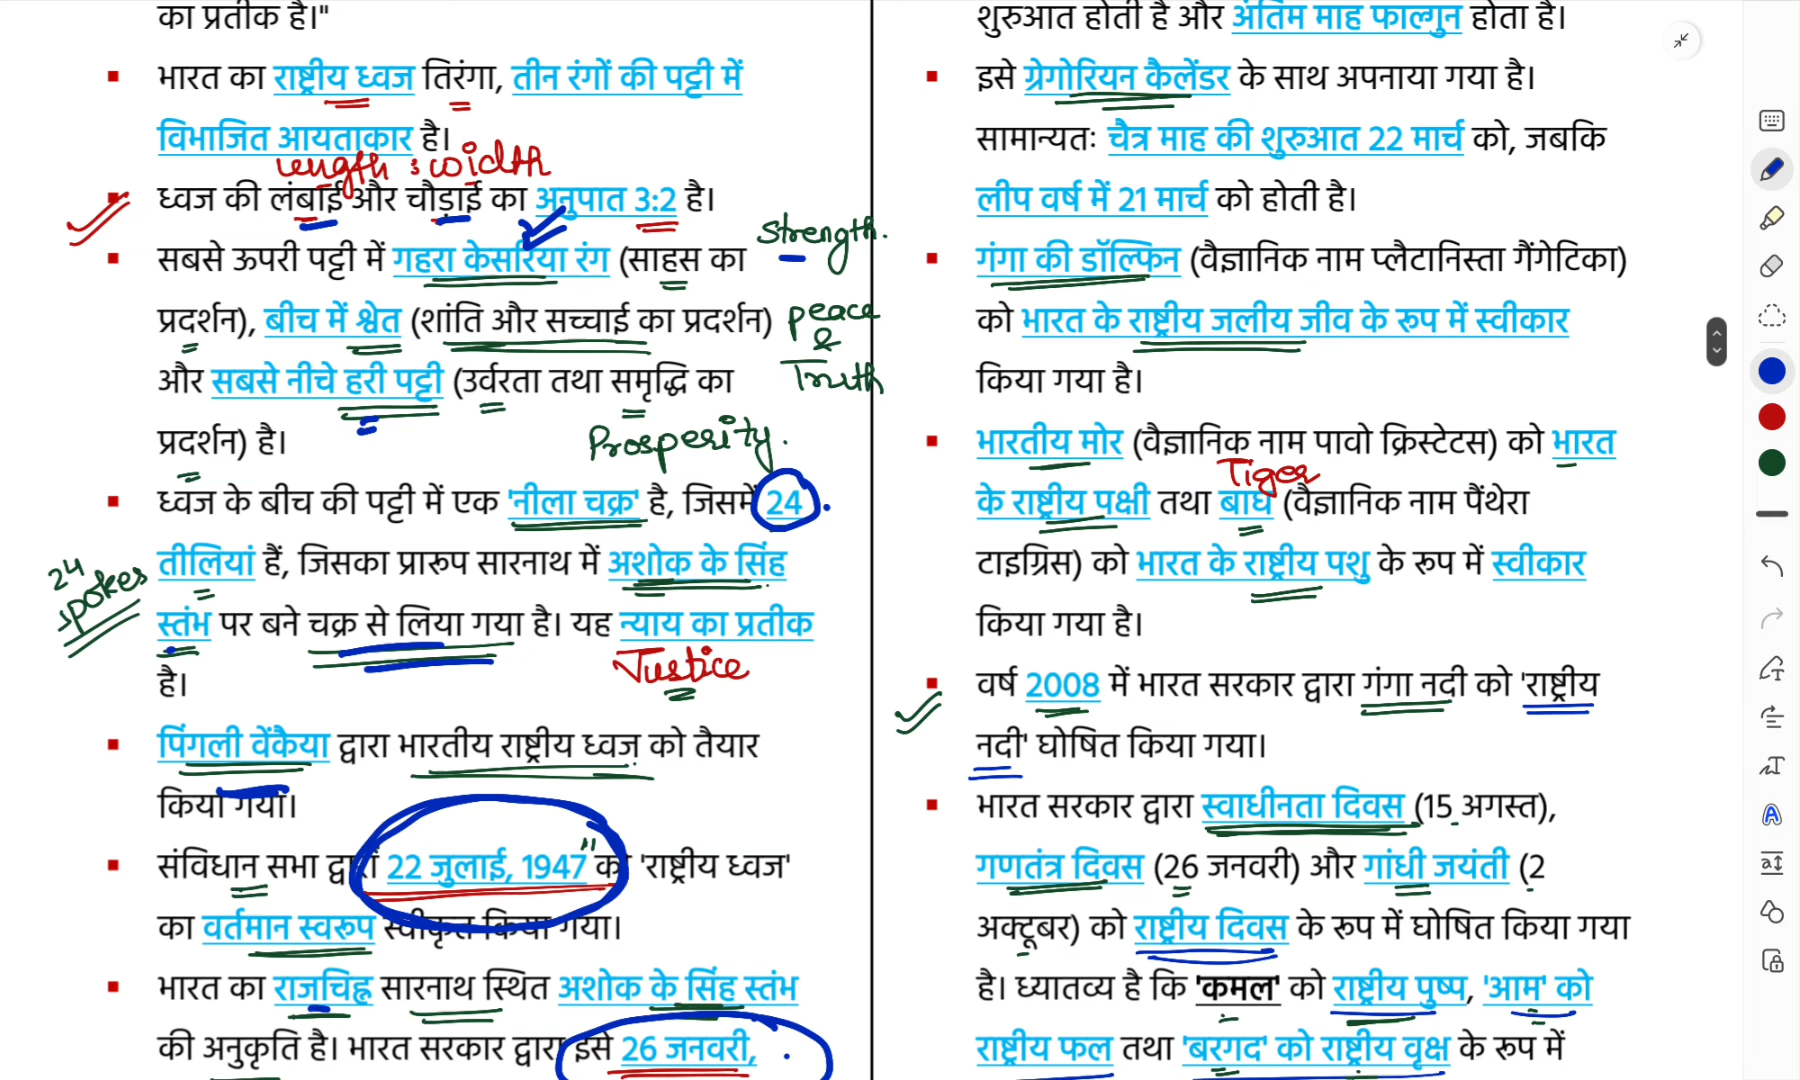 का प्रतीक है।"
भारत का राष्ट्रीय ध्वज तिरंगा, तीन रंगों की पट्टी में
विभाजित आयताकार है।
length : width
ध्वज की लंबाई और चौड़ाई का अनुपात 3:2 है।
strength.
सबसे ऊपरी पट्टी में गहरा केसरिया रंग (साहस का
प्रदर्शन), बीच में श्वेत (शांति और सच्चाई का प्रदर्शन)
peace
&
Truth
और सबसे नीचे हरी पट्टी (उर्वरता तथा समृद्धि का
प्रदर्शन) है।
Prosperity.
ध्वज के बीच की पट्टी में एक 'नीला चक्र' है, जिसमें 24
तीलियां हैं, जिसका प्रारूप सारनाथ में अशोक के सिंह
24
spokes
स्तंभ पर बने चक्र से लिया गया है। यह न्याय का प्रतीक
है।
Justice
पिंगली वेंकैया द्वारा भारतीय राष्ट्रीय ध्वज को तैयार
किया गया।
संविधान सभा द्वारा 22 जुलाई, 1947 को 'राष्ट्रीय ध्वज'
का वर्तमान स्वरूप स्वीकृत किया गया।
भारत का राजचिह्न सारनाथ स्थित अशोक के सिंह स्तंभ
की अनुकृति है। भारत सरकार द्वारा इसे 26 जनवरी,
शुरुआत होती है और अंतिम माह फाल्गुन होता है।
इसे ग्रेगोरियन कैलेंडर के साथ अपनाया गया है।
सामान्यतः चैत्र माह की शुरुआत 22 मार्च को, जबकि
लीप वर्ष में 21 मार्च को होती है।
गंगा की डॉल्फिन (वैज्ञानिक नाम प्लैटानिस्ता गैंगेटिका)
को भारत के राष्ट्रीय जलीय जीव के रूप में स्वीकार
किया गया है।
भारतीय मोर (वैज्ञानिक नाम पावो क्रिस्टेटस) को भारत
Tiger
के राष्ट्रीय पक्षी तथा बाघ (वैज्ञानिक नाम पैंथेरा
टाइग्रिस) को भारत के राष्ट्रीय पशु के रूप में स्वीकार
किया गया है।
वर्ष 2008 में भारत सरकार द्वारा गंगा नदी को 'राष्ट्रीय
नदी' घोषित किया गया।
भारत सरकार द्वारा स्वाधीनता दिवस (15 अगस्त),
गणतंत्र दिवस (26 जनवरी) और गांधी जयंती (2
अक्टूबर) को राष्ट्रीय दिवस के रूप में घोषित किया गया
है। ध्यातव्य है कि 'कमल' को राष्ट्रीय पुष्प, 'आम' को
राष्ट्रीय फल तथा 'बरगद' को राष्ट्रीय वृक्ष के रूप में